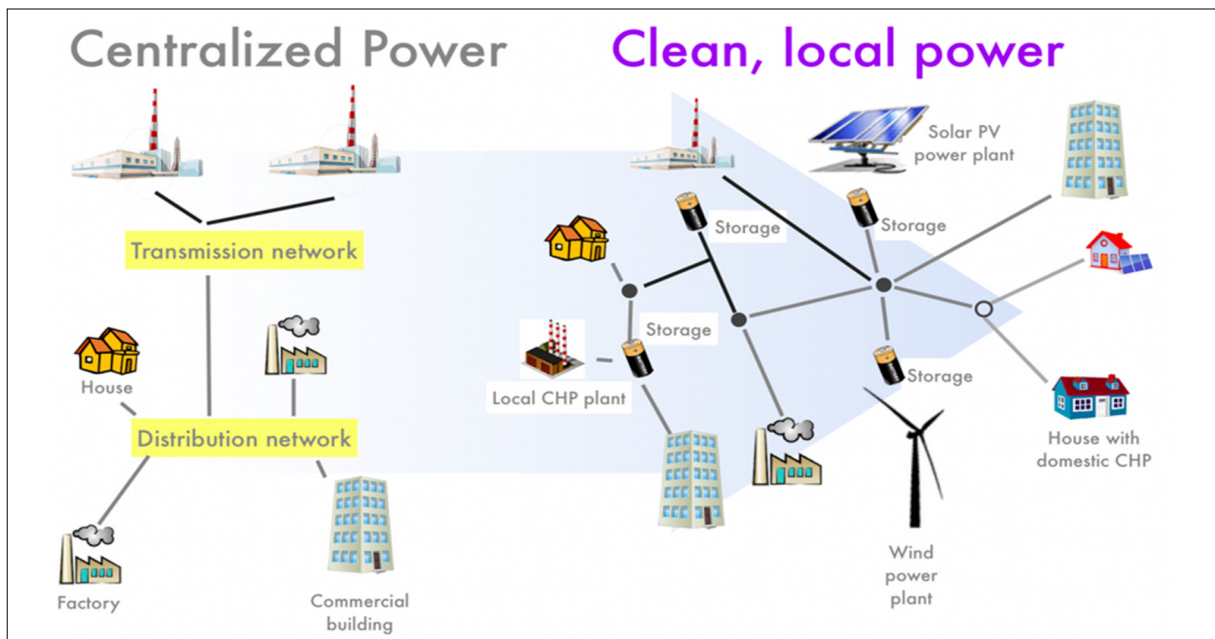 Centralized Power
Clean, local power
Transmission network
House
Distribution network
Factory
Commercial
building
Solar PV
power plant
Storage
Storage
Storage
Local CHP plant
Storage
House with
domestic CHP
Wind
power
plant